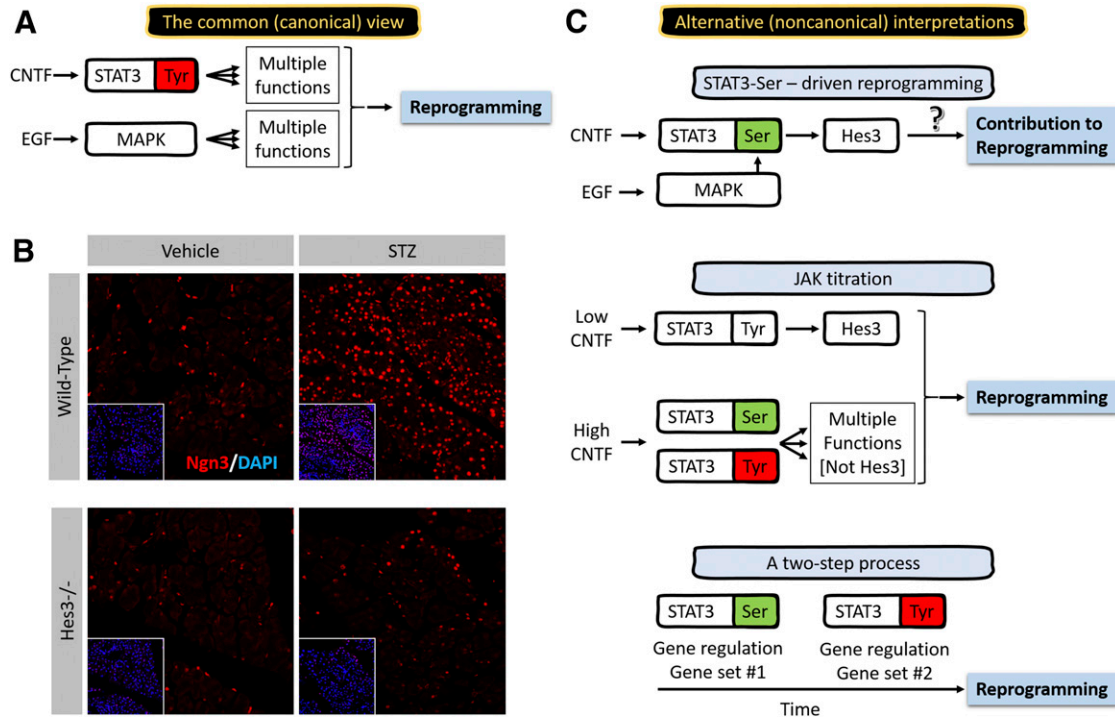 A
The common (canonical) view
CNTF
STAT3
Tyr
Multiple
functions
EGF
MAPK
Multiple
functions
Reprogramming
B
Vehicle
STZ
Wild-Type
Ngn3/DAPI
Hes3-/-
C
Alternative (noncanonical) interpretations
STAT3-Ser – driven reprogramming
CNTF
STAT3
Ser
Hes3
?
Contribution to
Reprogramming
EGF
MAPK
JAK titration
Low
CNTF
STAT3
Tyr
Hes3
High
CNTF
STAT3
Ser
STAT3
Tyr
Multiple
Functions
[Not Hes3]
Reprogramming
A two-step process
STAT3
Ser
STAT3
Tyr
Gene regulation
Gene set #1
Gene regulation
Gene set #2
Time
Reprogramming